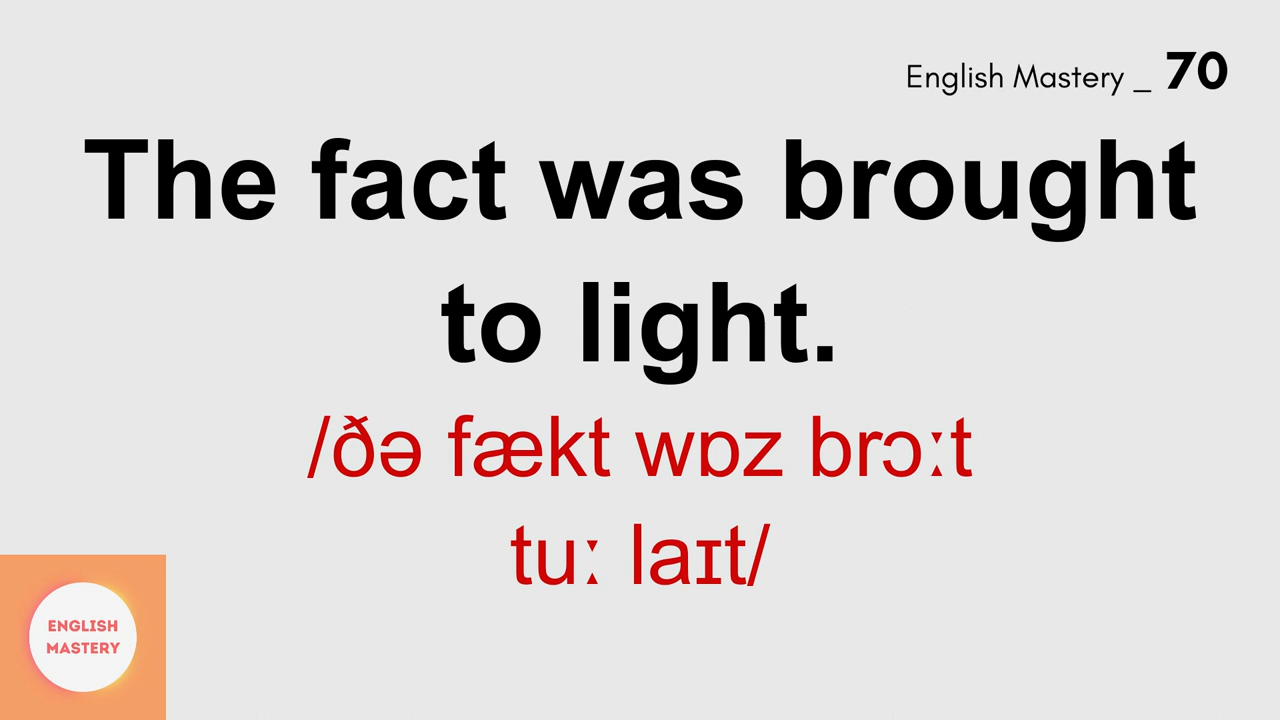 English Mastery _ 70
The fact was brought
to light.
/ðə fækt wɒz brɔːt
tuː laɪt/
ENGLISH
MASTERY